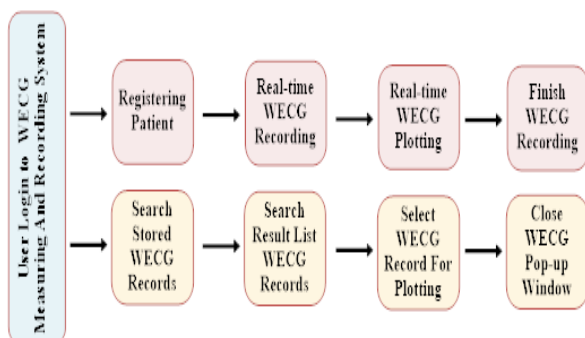 User Login to WECG
Measuring And Recording System
Registering
Patient
Real-time
WECG
Recording
Real-time
WECG
Plotting
Finish
WECG
Recording
Search
Stored
WECG
Records
Search
Result List
WECG
Records
Select
WECG
Record For
Plotting
Close
WECG
Pop-up
Window